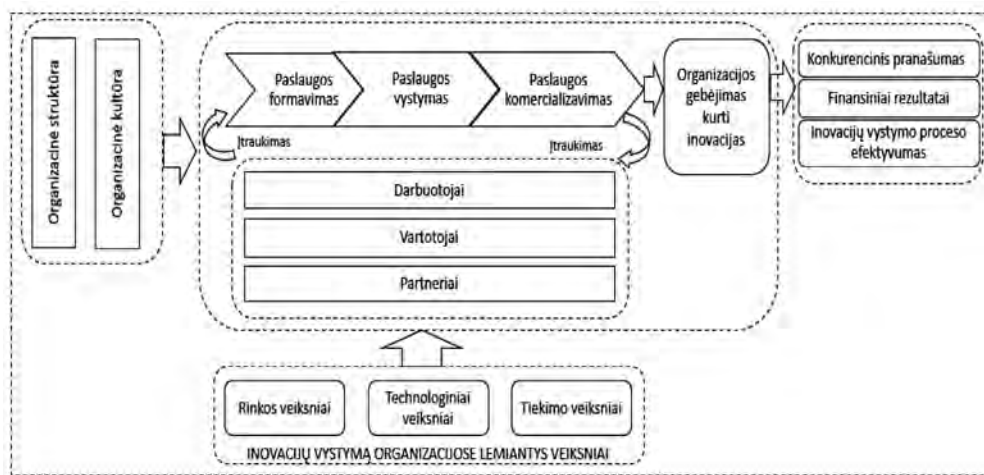 Organizacinė struktūra
Organizacinė kultūra
Paslaugos
formavimas
Paslaugos
vystymas
Paslaugos
komercializavimas
Įtraukimas
Įtraukimas
Darbuotojai
Vartotojai
Partneriai
Organizacijos
gebėjimas
kurti
inovacijas
Konkurencinis pranašumas
Finansiniai rezultatai
Inovacijų vystymo proceso
efektyvumas
Rinkos veiksniai
Technologiniai
veiksniai
Tiekimo veiksniai
INOVACIJŲ VYSTYMĄ ORGANIZACIJOSE LEMIANTYS VEIKSNIAI